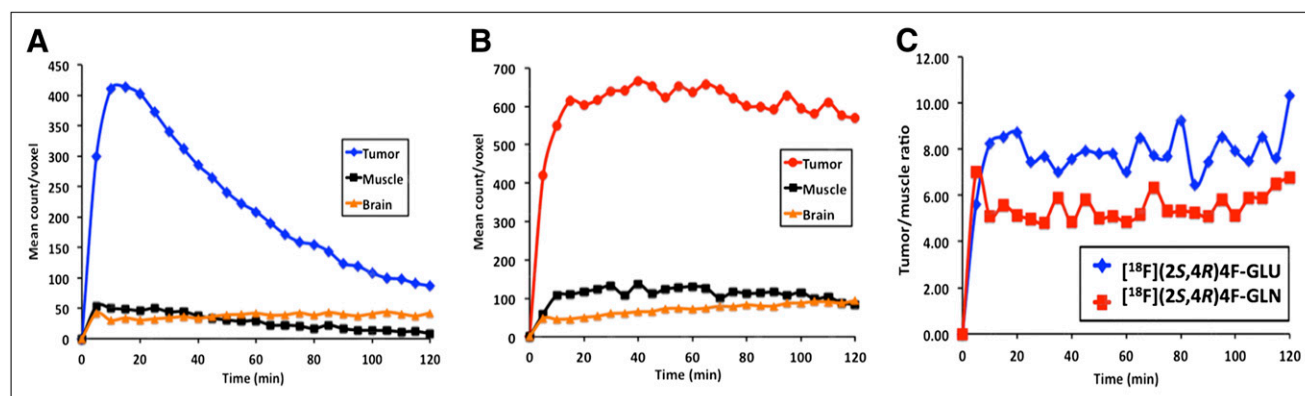 A
Mean count/voxel
450
400
350
300
250
200
150
100
50
0
0
20
40
60
80
100
120
Time (min)
Tumor
Muscle
Brain
B
Mean count/voxel
700
600
500
400
300
200
100
0
0
20
40
60
80
100
120
Time (min)
Tumor
Muscle
Brain
C
Tumor/muscle ratio
12.00
10.00
8.00
6.00
4.00
2.00
0.00
0
20
40
60
80
100
120
Time (min)
[¹⁸F](2S,4R)4F-GLU
[¹⁸F](2S,4R)4F-GLN